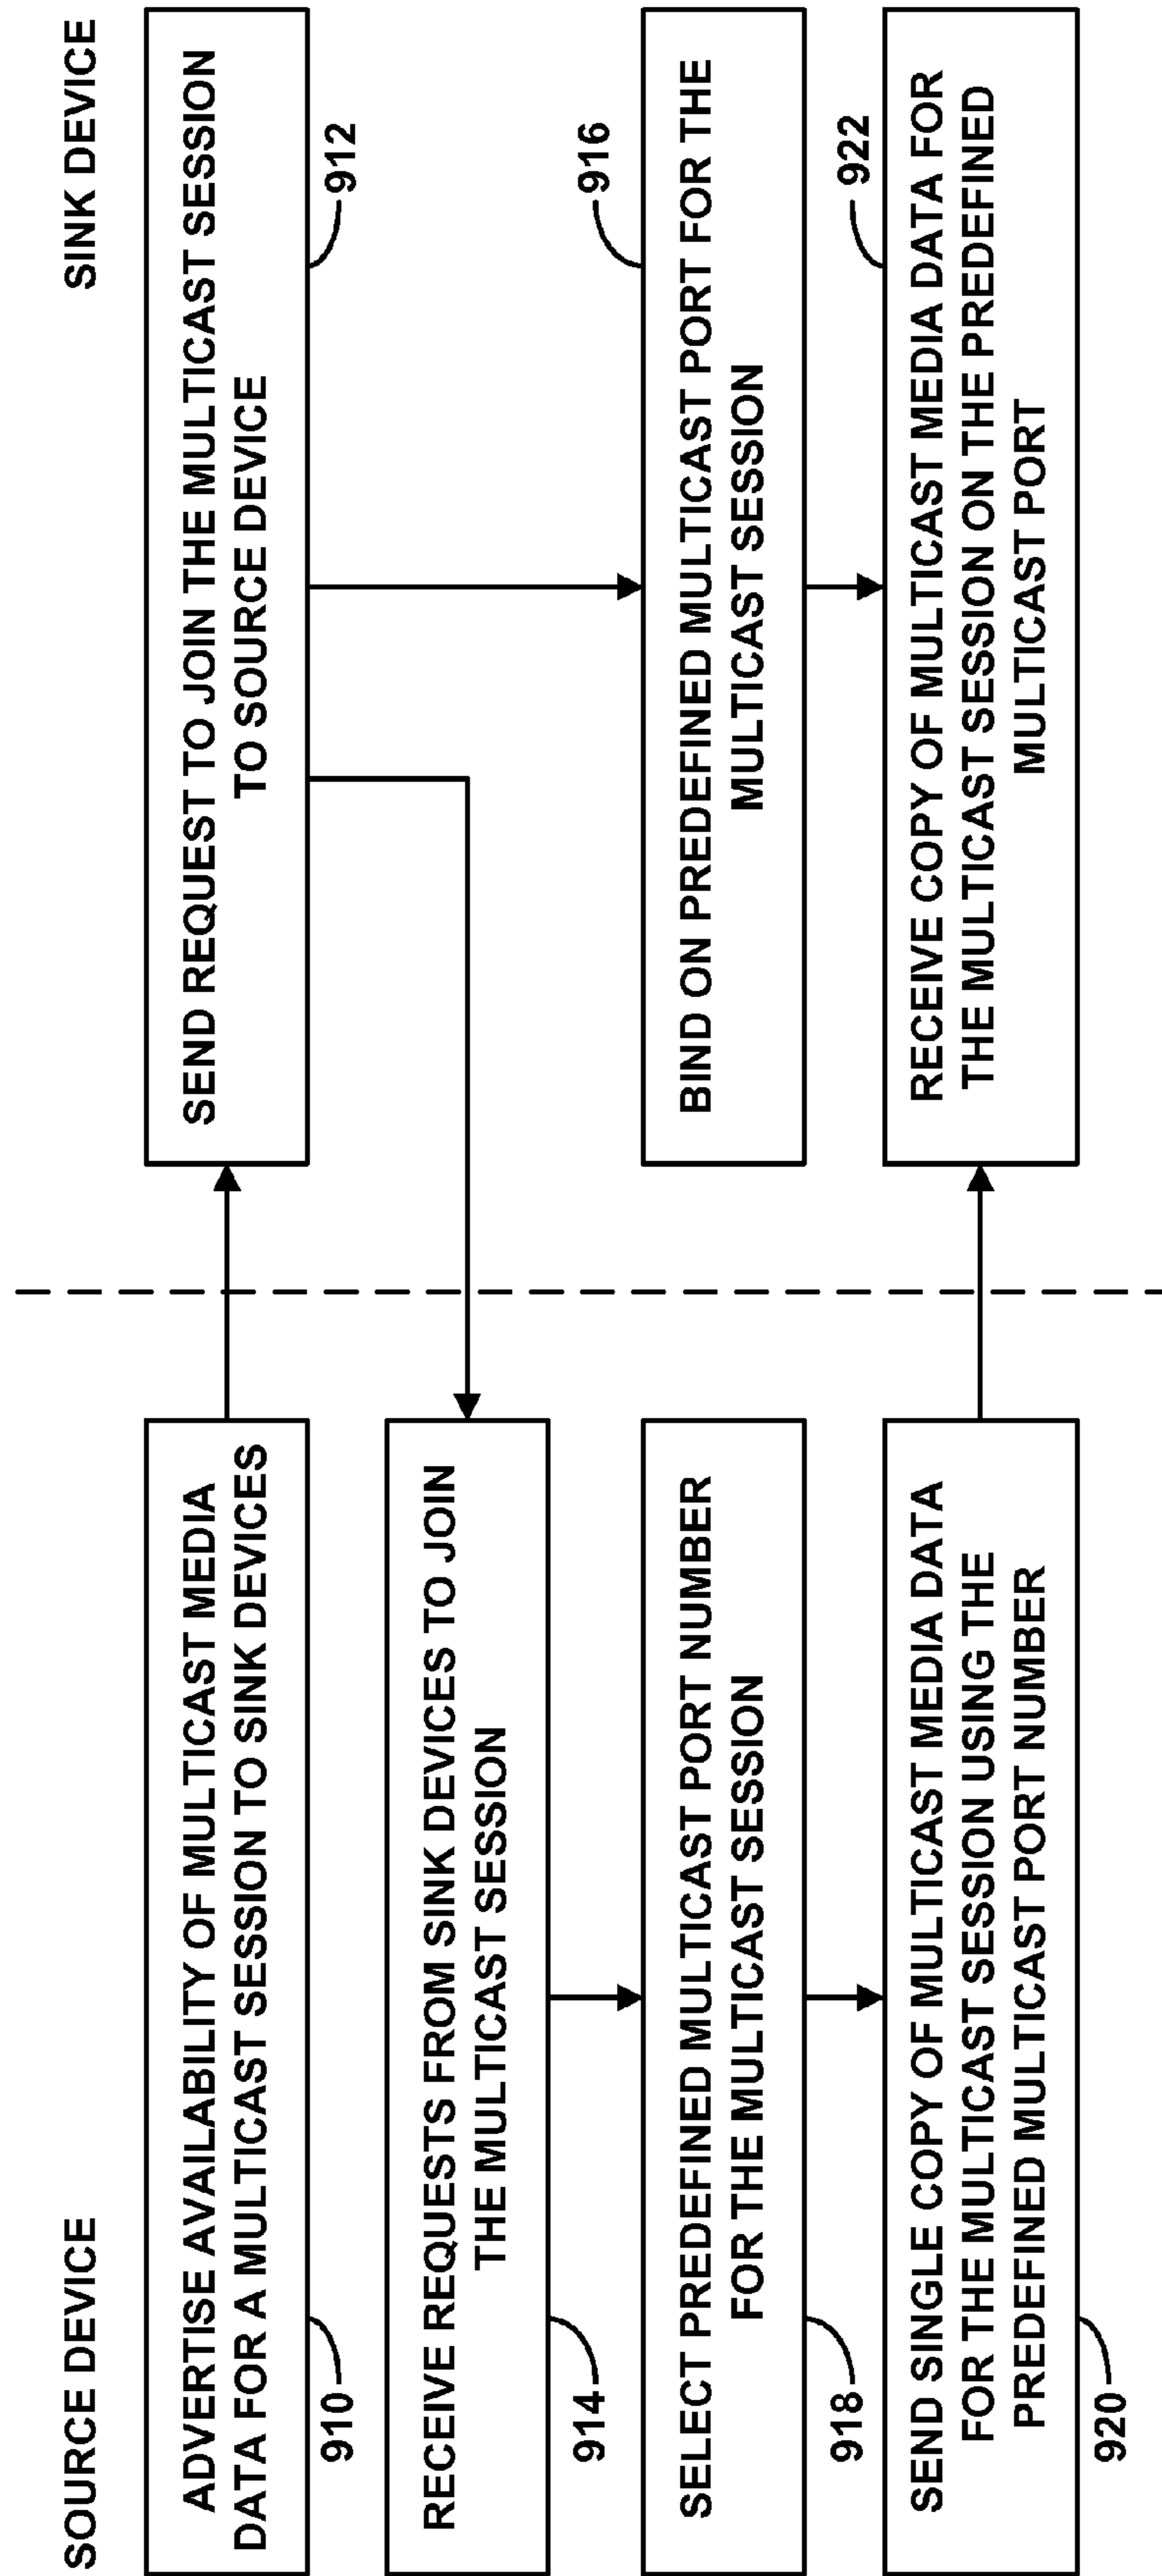 SOURCE DEVICE
SINK DEVICE
ADVERTISE AVAILABILITY OF MULTICAST MEDIA
DATA FOR A MULTICAST SESSION TO SINK DEVICES
910
SEND REQUEST TO JOIN THE MULTICAST SESSION
TO SOURCE DEVICE
912
RECEIVE REQUESTS FROM SINK DEVICES TO JOIN
THE MULTICAST SESSION
914
BIND ON PREDEFINED MULTICAST PORT FOR THE
MULTICAST SESSION
916
SELECT PREDEFINED MULTICAST PORT NUMBER
FOR THE MULTICAST SESSION
918
SEND SINGLE COPY OF MULTICAST MEDIA DATA
FOR THE MULTICAST SESSION USING THE
PREDEFINED MULTICAST PORT NUMBER
920
RECEIVE COPY OF MULTICAST MEDIA DATA FOR
THE MULTICAST SESSION ON THE PREDEFINED
MULTICAST PORT
922